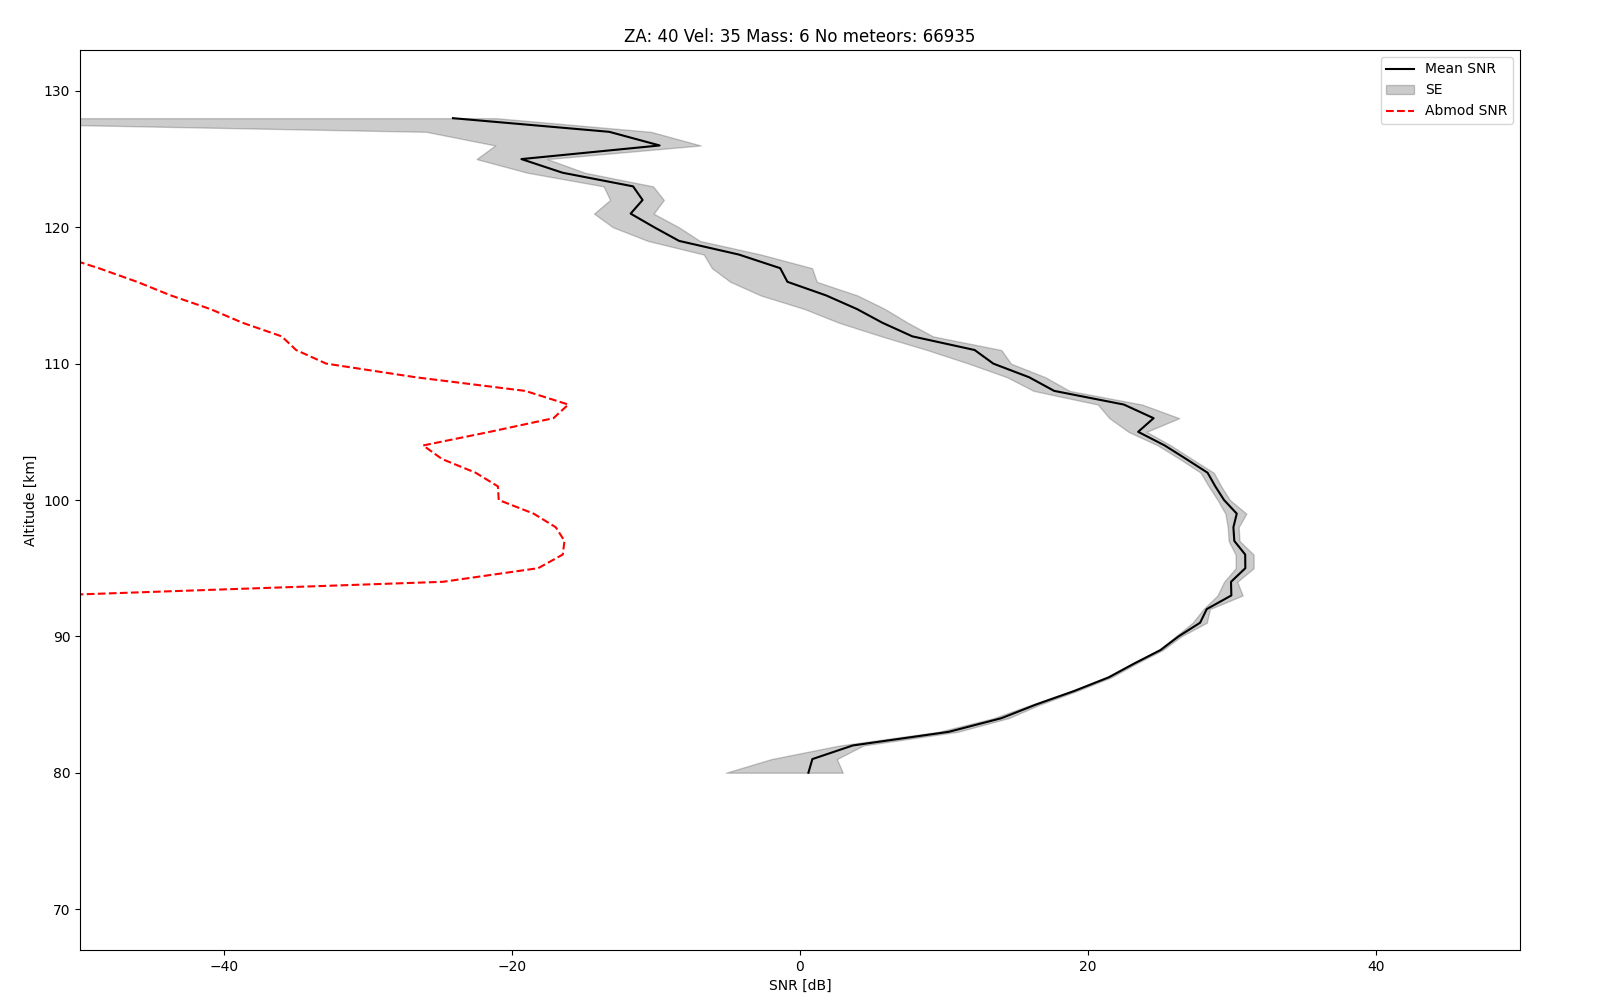 ZA: 40 Vel: 35 Mass: 6 No meteors: 66935
Mean SNR
SE
Abmod SNR
130
120
110
100
90
80
70
Altitude [km]
−40
−20
0
20
40
SNR [dB]